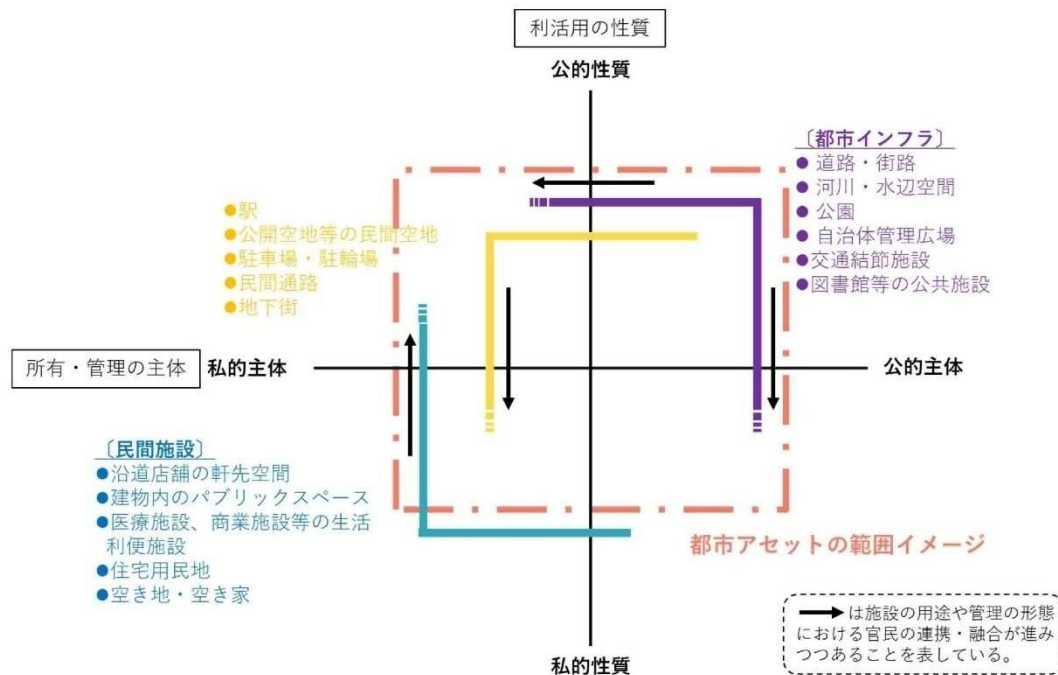 利活用の性質
公的性質
〔都市インフラ〕
●道路・街路
●河川・水辺空間
●公園
●自治体管理広場
●交通結節施設
●図書館等の公共施設
●駅
●公開空地等の民間空地
●駐車場・駐輪場
●民間通路
●地下街
所有・管理の主体
私的主体
公的主体
〔民間施設〕
●沿道店舗の軒先空間
●建物内のパブリックスペース
●医療施設、商業施設等の生活
利便施設
●住宅用民地
●空き地・空き家
都市アセットの範囲イメージ
私的性質
は施設の用途や管理の形態
における官民の連携・融合が進み
つつあることを表している。